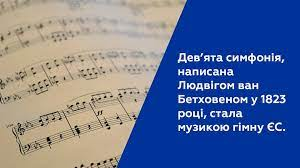 Дев’ята симфонія,
написана
Людвігом ван
Бетховеном у 1823
році, стала
музикою гімну ЄС.